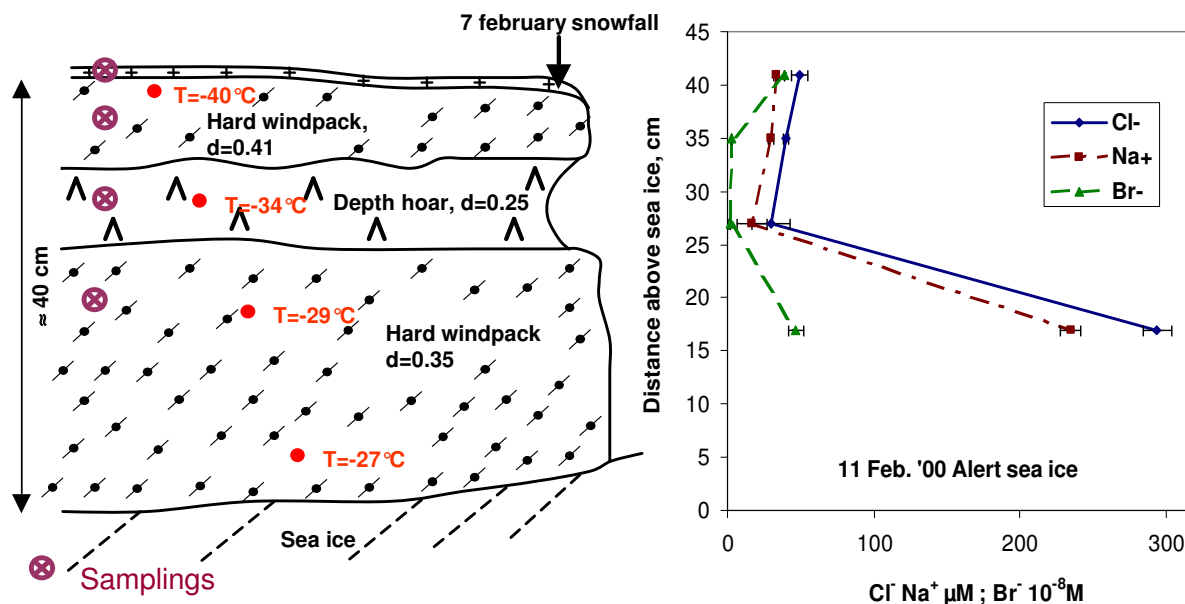 7 february snowfall
T=-40°C
Hard windpack,
d=0.41
T=-34°C
Depth hoar, d=0.25
≈ 40 cm
T=-29°C
Hard windpack
d=0.35
T=-27°C
Sea ice
Samplings
Distance above sea ice, cm
45
40
35
30
25
20
15
10
5
0
Cl-
Na+
Br-
11 Feb. '00 Alert sea ice
0 100 200 300
Cl⁻ Na⁺ µM ; Br⁻ 10⁻⁸M